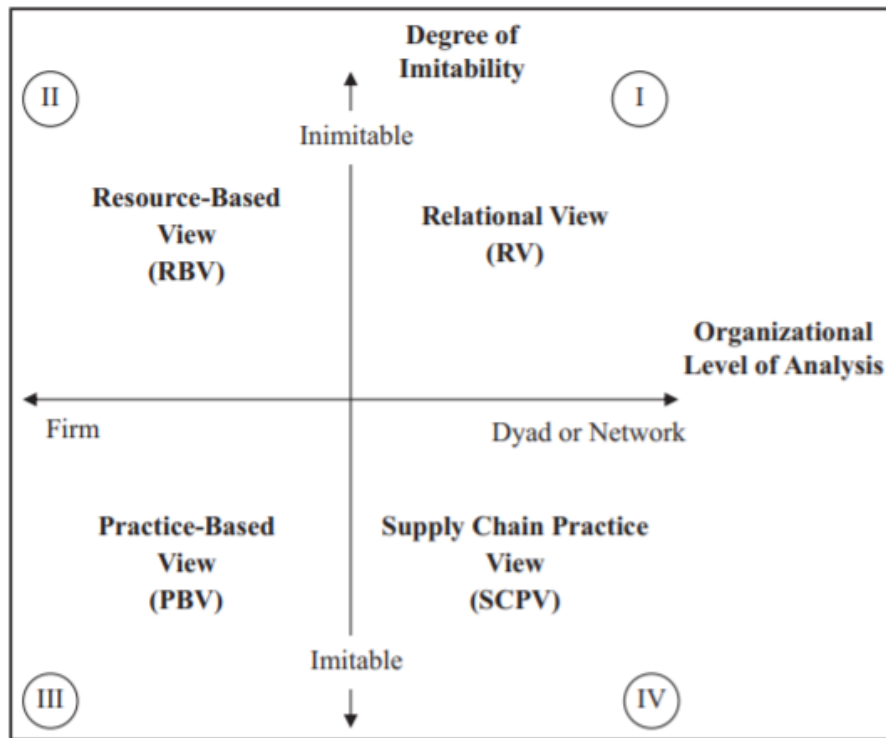 Degree of
Imitability
II
I
Inimitable
Resource-Based
View
(RBV)
Relational View
(RV)
Organizational
Level of Analysis
Firm
Dyad or Network
Practice-Based
View
(PBV)
Supply Chain Practice
View
(SCPV)
Imitable
III
IV